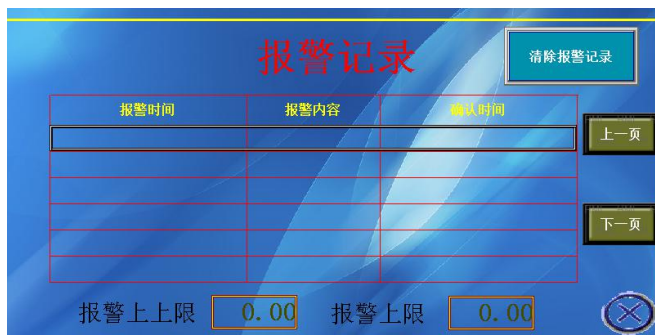 报警记录
清除报警记录
报警时间 报警内容 确认时间
上一页
下一页
报警上上限 0.00 报警上限 0.00